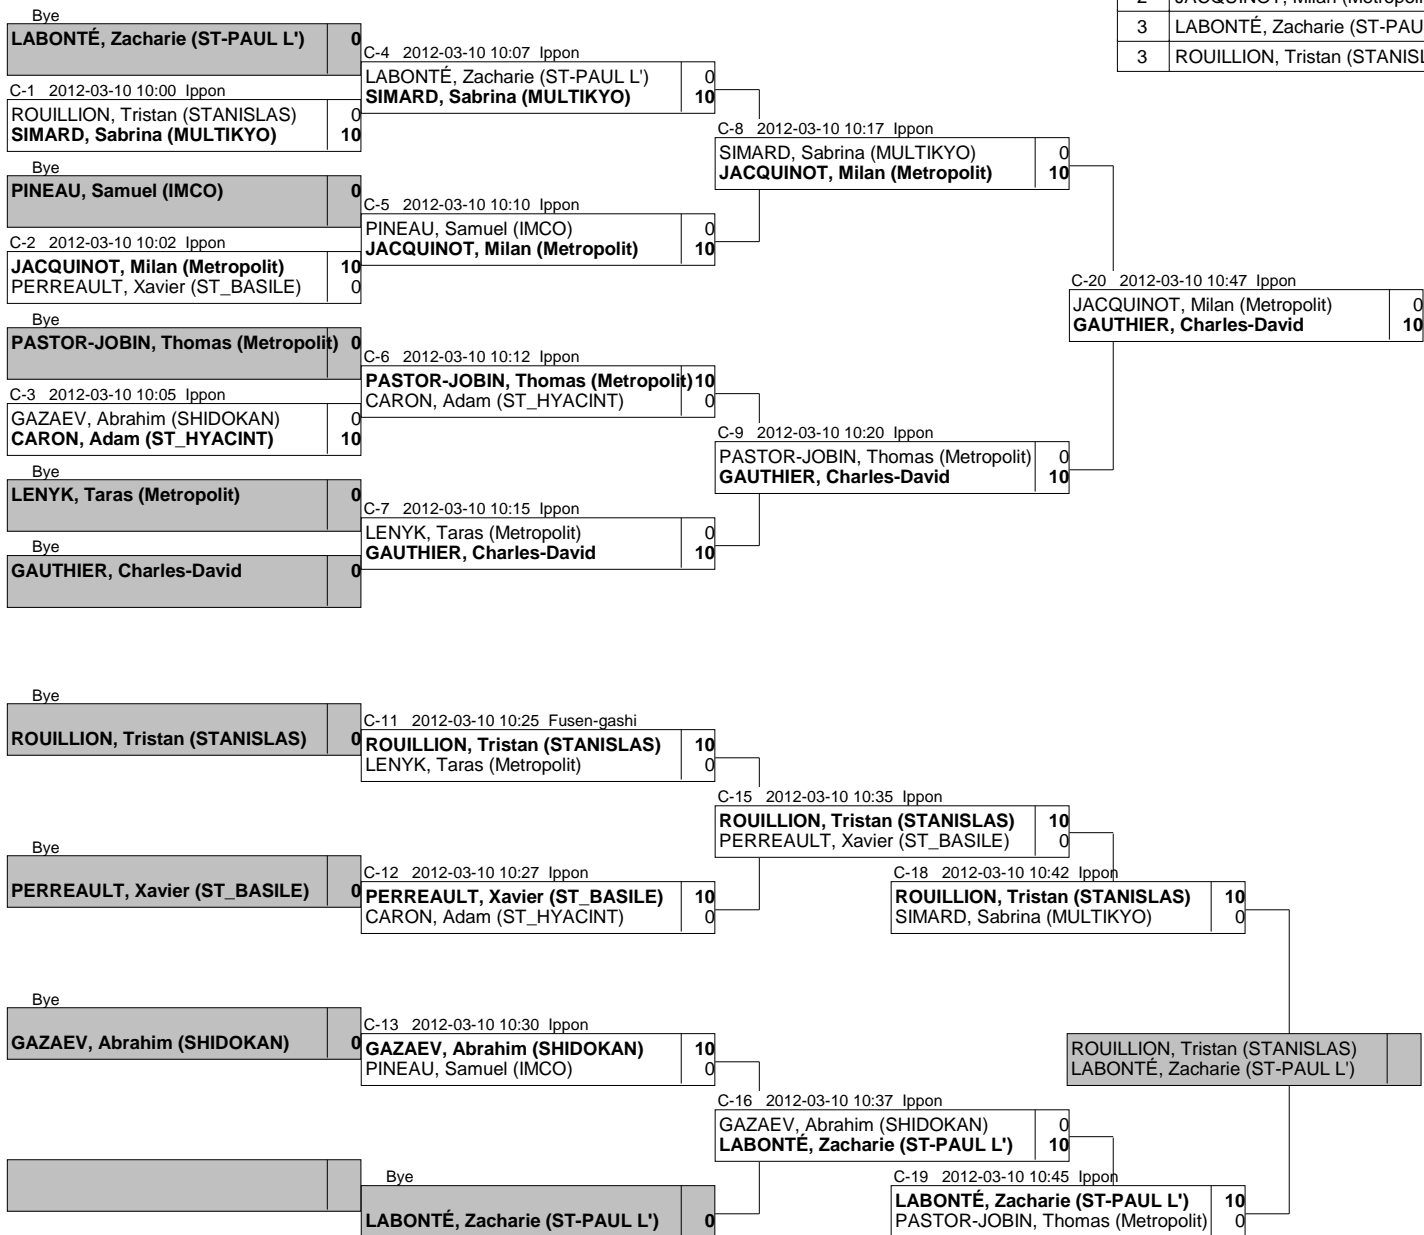 2 JACQUINOT, Milan (Metropolit
3 LABONTÉ, Zacharie (ST-PAU
3 ROUILLION, Tristan (STANISL
Bye
LABONTÉ, Zacharie (ST-PAUL L') 0
C-1 2012-03-10 10:00 Ippon
ROUILLION, Tristan (STANISLAS) 0
SIMARD, Sabrina (MULTIKYO) 10
Bye
PINEAU, Samuel (IMCO) 0
C-2 2012-03-10 10:02 Ippon
JACQUINOT, Milan (Metropolit) 10
PERREAULT, Xavier (ST_BASILE) 0
Bye
PASTOR-JOBIN, Thomas (Metropolit) 0
C-3 2012-03-10 10:05 Ippon
GAZAEV, Abrahim (SHIDOKAN) 0
CARON, Adam (ST_HYACINT) 10
Bye
LENYK, Taras (Metropolit) 0
Bye
GAUTHIER, Charles-David 0
C-4 2012-03-10 10:07 Ippon
LABONTÉ, Zacharie (ST-PAUL L') 0
SIMARD, Sabrina (MULTIKYO) 10
C-5 2012-03-10 10:10 Ippon
PINEAU, Samuel (IMCO) 0
JACQUINOT, Milan (Metropolit) 10
C-6 2012-03-10 10:12 Ippon
PASTOR-JOBIN, Thomas (Metropolit) 10
CARON, Adam (ST_HYACINT) 0
C-7 2012-03-10 10:15 Ippon
LENYK, Taras (Metropolit) 0
GAUTHIER, Charles-David 10
C-8 2012-03-10 10:17 Ippon
SIMARD, Sabrina (MULTIKYO) 0
JACQUINOT, Milan (Metropolit) 10
C-9 2012-03-10 10:20 Ippon
PASTOR-JOBIN, Thomas (Metropolit) 0
GAUTHIER, Charles-David 10
C-20 2012-03-10 10:47 Ippon
JACQUINOT, Milan (Metropolit) 0
GAUTHIER, Charles-David 10
Bye
ROUILLION, Tristan (STANISLAS) 0
Bye
PERREAULT, Xavier (ST_BASILE) 0
Bye
GAZAEV, Abrahim (SHIDOKAN) 0
C-11 2012-03-10 10:25 Fusen-gashi
ROUILLION, Tristan (STANISLAS) 10
LENYK, Taras (Metropolit) 0
C-12 2012-03-10 10:27 Ippon
PERREAULT, Xavier (ST_BASILE) 10
CARON, Adam (ST_HYACINT) 0
C-13 2012-03-10 10:30 Ippon
GAZAEV, Abrahim (SHIDOKAN) 10
PINEAU, Samuel (IMCO) 0
Bye
LABONTÉ, Zacharie (ST-PAUL L') 0
C-15 2012-03-10 10:35 Ippon
ROUILLION, Tristan (STANISLAS) 10
PERREAULT, Xavier (ST_BASILE) 0
C-16 2012-03-10 10:37 Ippon
GAZAEV, Abrahim (SHIDOKAN) 0
LABONTÉ, Zacharie (ST-PAUL L') 10
C-18 2012-03-10 10:42 Ippon
ROUILLION, Tristan (STANISLAS) 10
SIMARD, Sabrina (MULTIKYO) 0
C-19 2012-03-10 10:45 Ippon
LABONTÉ, Zacharie (ST-PAUL L') 10
PASTOR-JOBIN, Thomas (Metropolit) 0
ROUILLION, Tristan (STANISLAS)
LABONTÉ, Zacharie (ST-PAUL L')